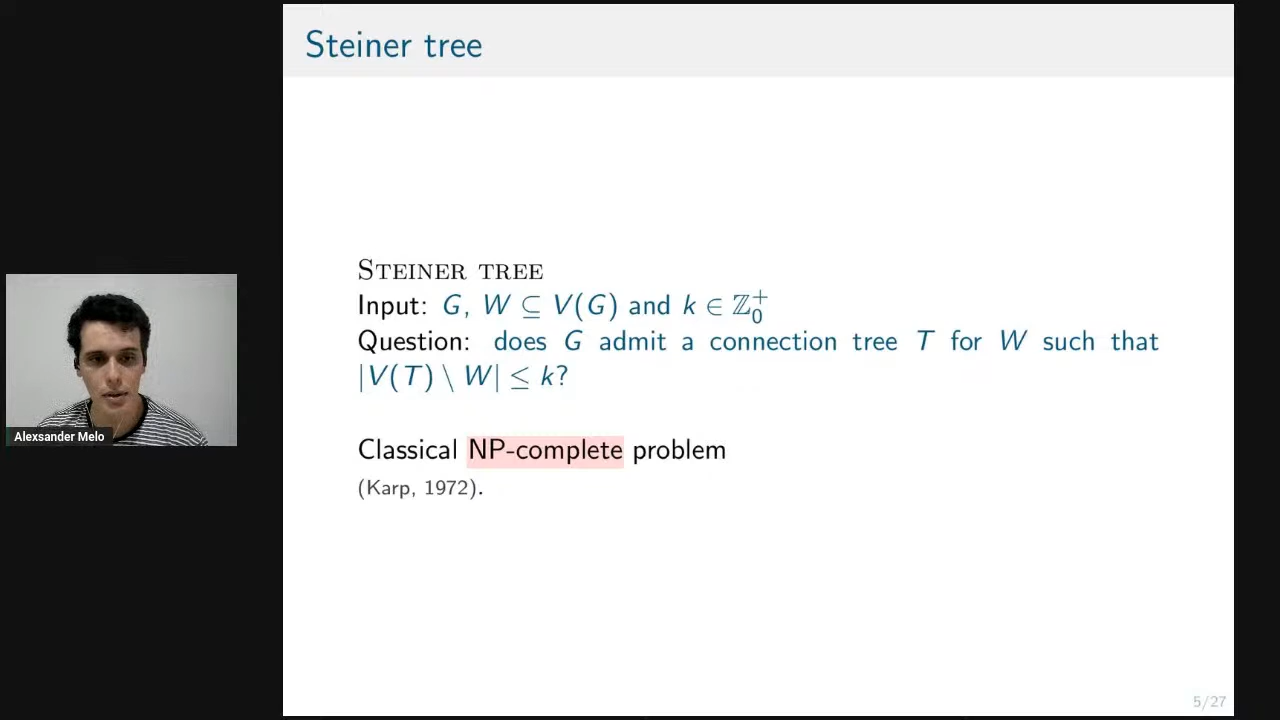 Steiner tree
STEINER TREE
Input: G, W ⊆ V(G) and k ∈ ℤ₀⁺
Question: does G admit a connection tree T for W such that
|V(T) \ W| ≤ k?
Classical NP-complete problem
(Karp, 1972).
Alexsander Melo
5/27